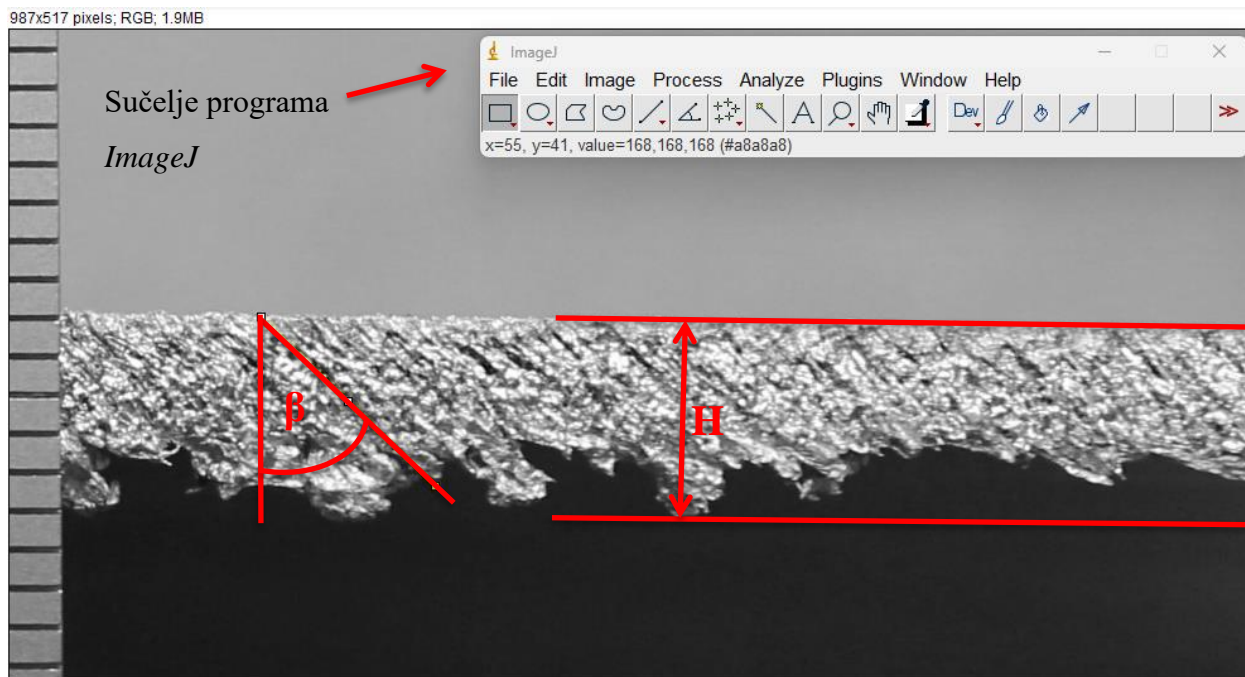 987x517 pixels; RGB; 1.9MB
ImageJ
File Edit Image Process Analyze Plugins Window Help
Dev
x=55, y=41, value=168,168,168 (#a8a8a8)
Sučelje programa
ImageJ
β
H